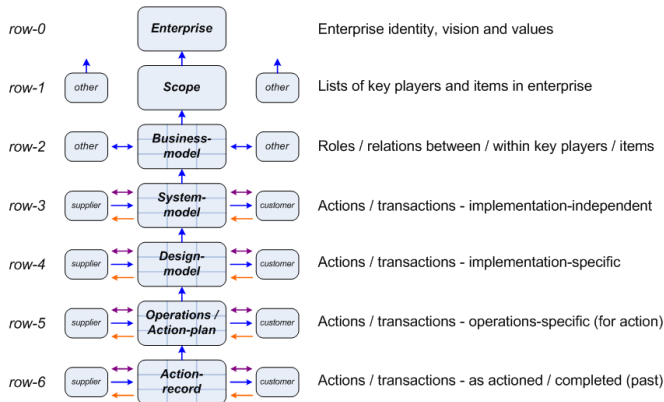 row-0
Enterprise
Enterprise identity, vision and values
row-1
other
Scope
other
Lists of key players and items in enterprise
row-2
other
Business-
model
other
Roles / relations between / within key players / items
row-3
supplier
System-
model
customer
Actions / transactions - implementation-independent
row-4
supplier
Design-
model
customer
Actions / transactions - implementation-specific
row-5
supplier
Operations /
Action-plan
customer
Actions / transactions - operations-specific (for action)
row-6
supplier
Action-
record
customer
Actions / transactions - as actioned / completed (past)